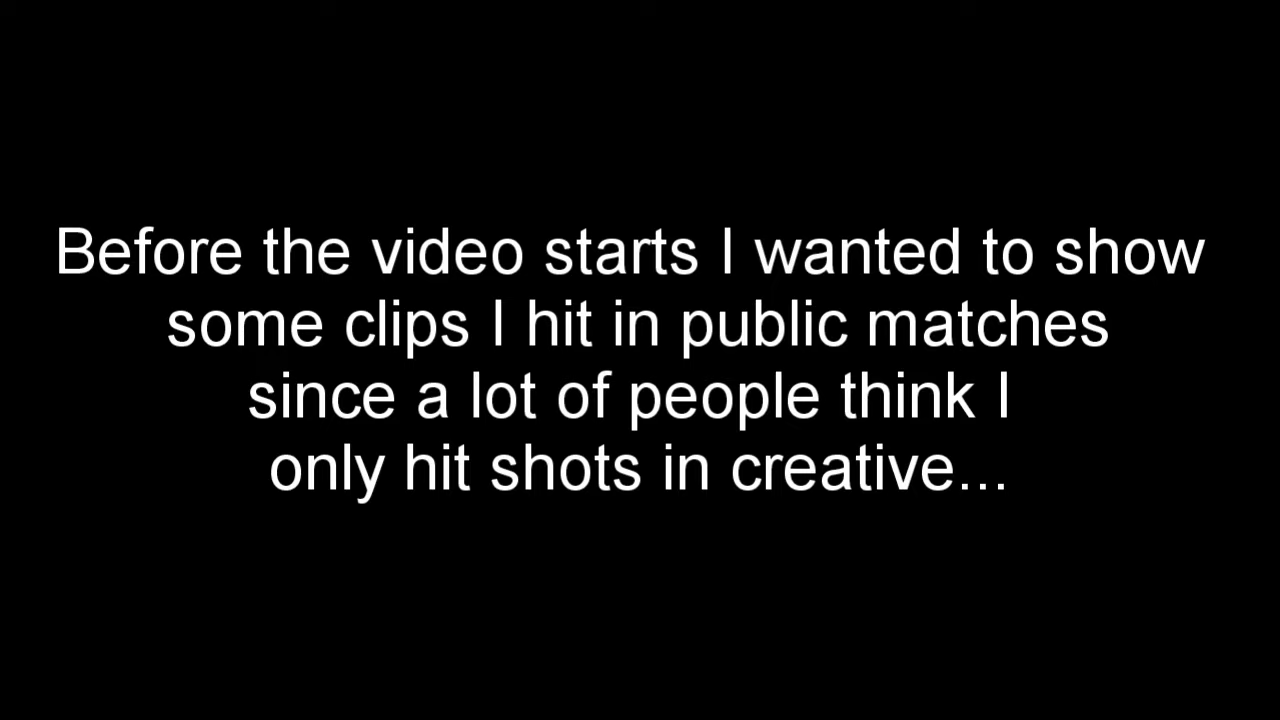 Before the video starts I wanted to show
some clips I hit in public matches
since a lot of people think I
only hit shots in creative...